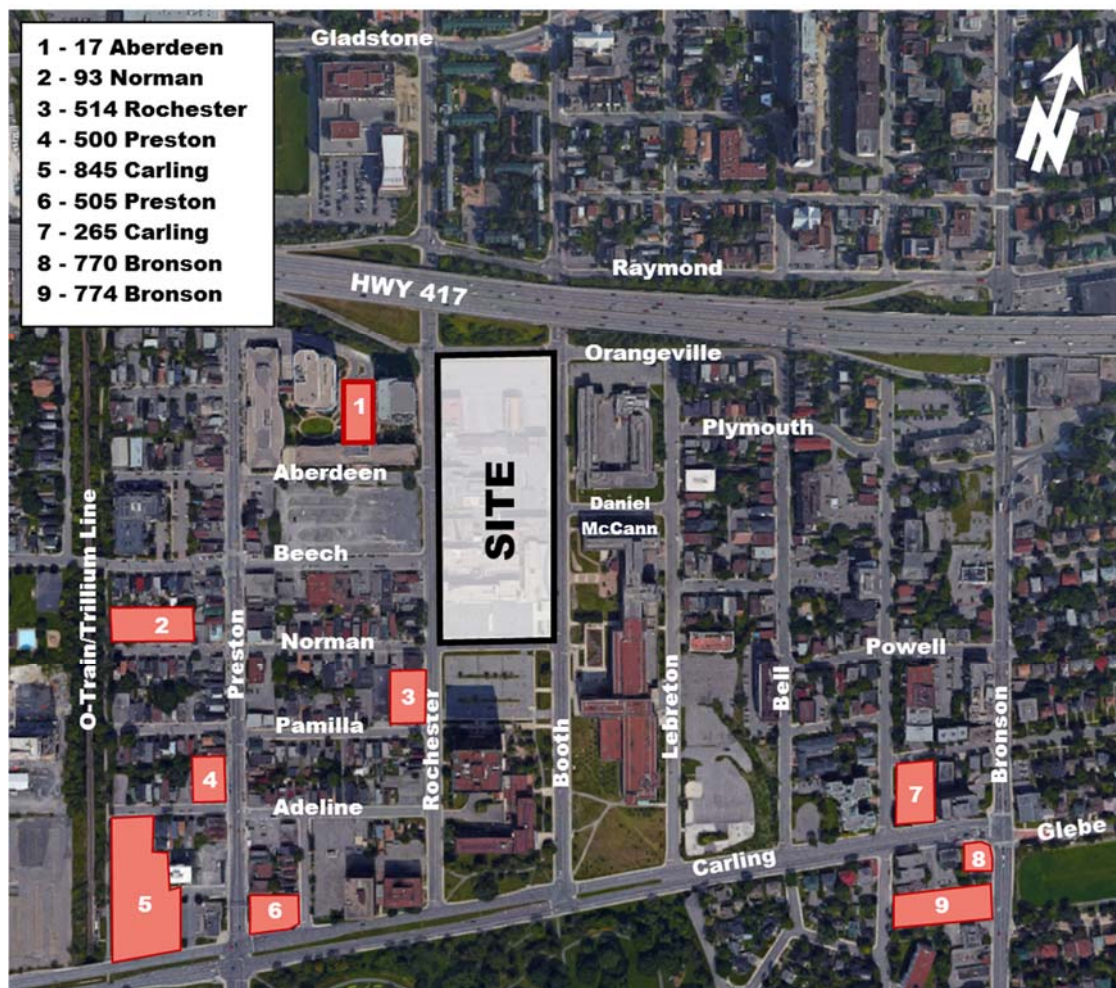 1 - 17 Aberdeen
2 - 93 Norman
3 - 514 Rochester
4 - 500 Preston
5 - 845 Carling
6 - 505 Preston
7 - 265 Carling
8 - 770 Bronson
9 - 774 Bronson
Gladstone
N
Raymond
HWY 417
Orangeville
1
Plymouth
Aberdeen
SITE
Daniel
McCann
Beech
O-Train/Trillium Line
2
Preston
Norman
3
Rochester
Pamilla
Booth
Lebreton
Bell
Powell
Bronson
4
Adeline
7
Glebe
Carling
8
5
6
9